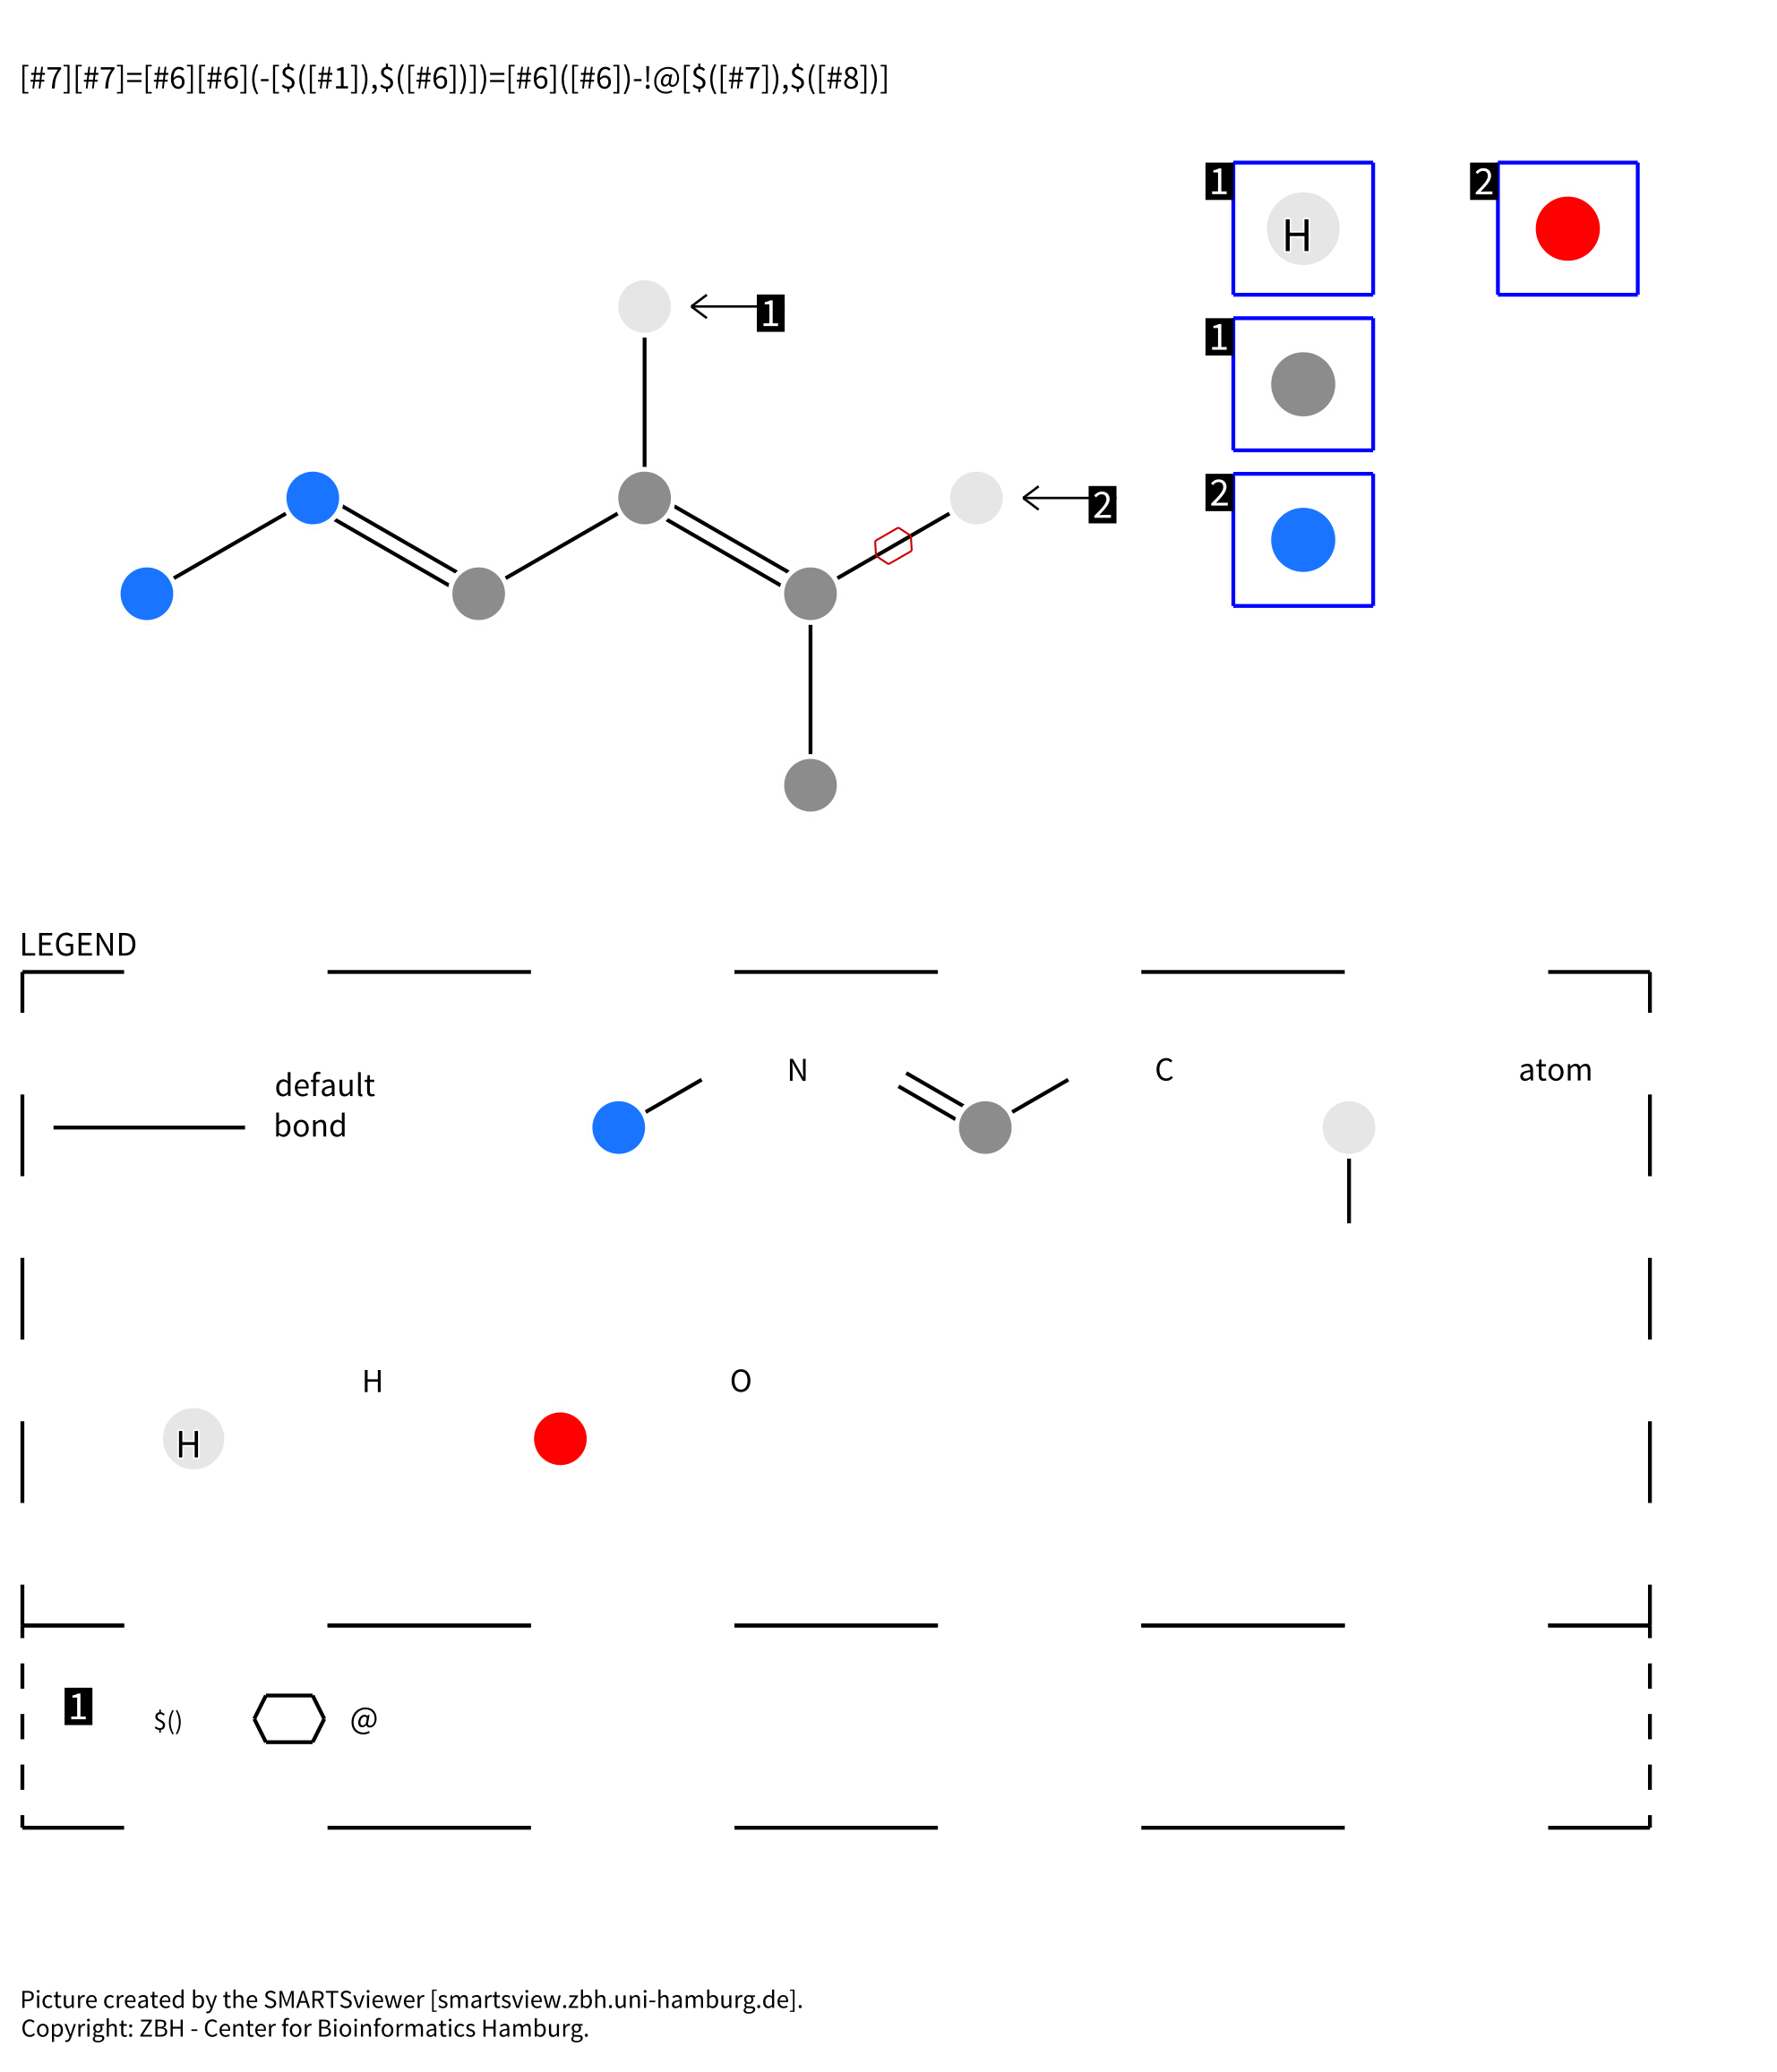 [#7][#7]=[#6][#6](-[$([#1]),$([#6])])=[#6]([#6])-!@[$([#7]),$([#8])]
1
2
H
1
1
2
2
LEGEND
default
bond
N
C
atom
H
H
O
1
$()
@
Picture created by the SMARTSviewer [smartsview.zbh.uni-hamburg.de].
Copyright: ZBH - Center for Bioinformatics Hamburg.